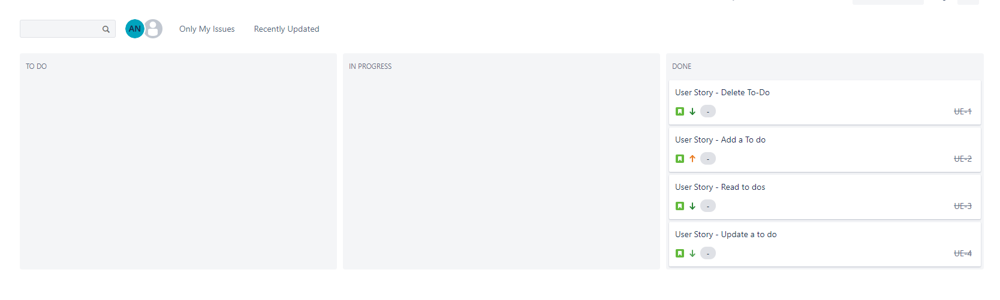 AN
Only My Issues
Recently Updated
TO DO
IN PROGRESS
DONE
User Story - Delete To-Do
-
UE-1
User Story - Add a To do
-
UE-2
User Story - Read to dos
-
UE-3
User Story - Update a to do
-
UE-4